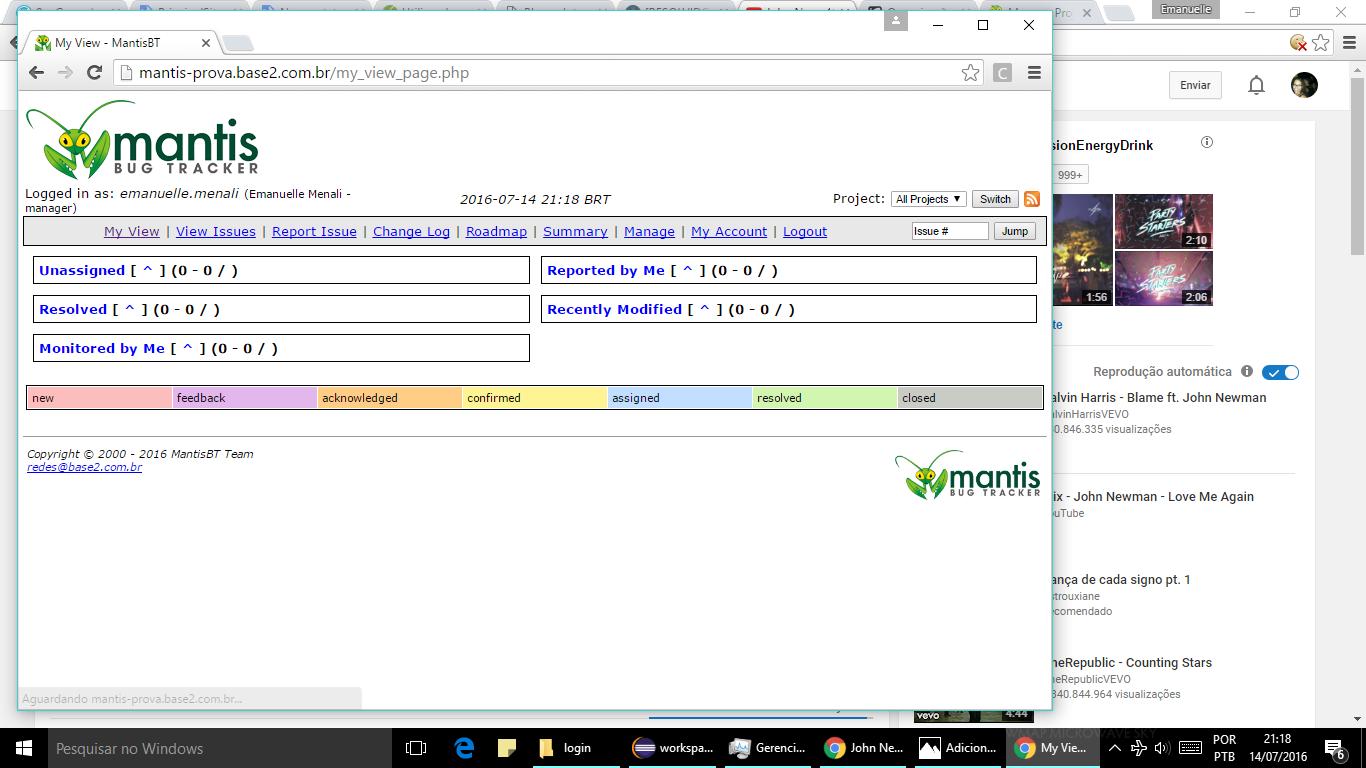 Emanuelle
My View - MantisBT
mantis-prova.base2.com.br/my_view_page.php
C
mantis
BUG TRACKER
Logged in as: emanuelle.menali (Emanuelle Menali - manager)
2016-07-14 21:18 BRT
Project: All Projects Switch
My View | View Issues | Report Issue | Change Log | Roadmap | Summary | Manage | My Account | Logout
Issue # Jump
Unassigned [ ^ ] (0 - 0 / )
Reported by Me [ ^ ] (0 - 0 / )
Resolved [ ^ ] (0 - 0 / )
Recently Modified [ ^ ] (0 - 0 / )
Monitored by Me [ ^ ] (0 - 0 / )
new feedback acknowledged confirmed assigned resolved closed
Copyright © 2000 - 2016 MantisBT Team
redes@base2.com.br
mantis
BUG TRACKER
Aguardando mantis-prova.base2.com.br...
Enviar
sionEnergyDrink
999+
PARTY STARTERS
2:10
1:56
PARTY STARTERS
2:06
te
Reprodução automática
alvin Harris - Blame ft. John Newman
alvinHarrisVEVO
0.846.335 visualizações
ix - John Newman - Love Me Again
uTube
ança de cada signo pt. 1
strouxiane
ecomendado
neRepublic - Counting Stars
neRepublicVEVO
340.844.964 visualizações
vevo
4:44
Pesquisar no Windows
login
workspa...
Gerenci...
John Ne...
Adicion...
My Vie...
POR
PTB
21:18
14/07/2016
6